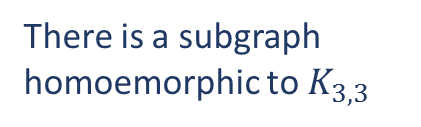 There is a subgraph
homoemorphic to K₃,₃